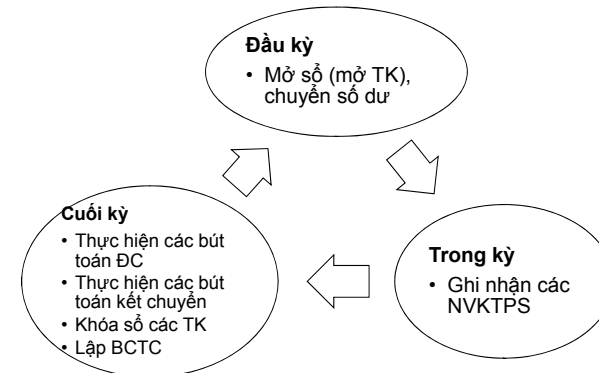 Đầu kỳ
• Mở sổ (mở TK),
chuyển số dư
Trong kỳ
• Ghi nhận các
NVKTPS
Cuối kỳ
• Thực hiện các bút
toán ĐC
• Thực hiện các bút
toán kết chuyển
• Khóa sổ các TK
• Lập BCTC